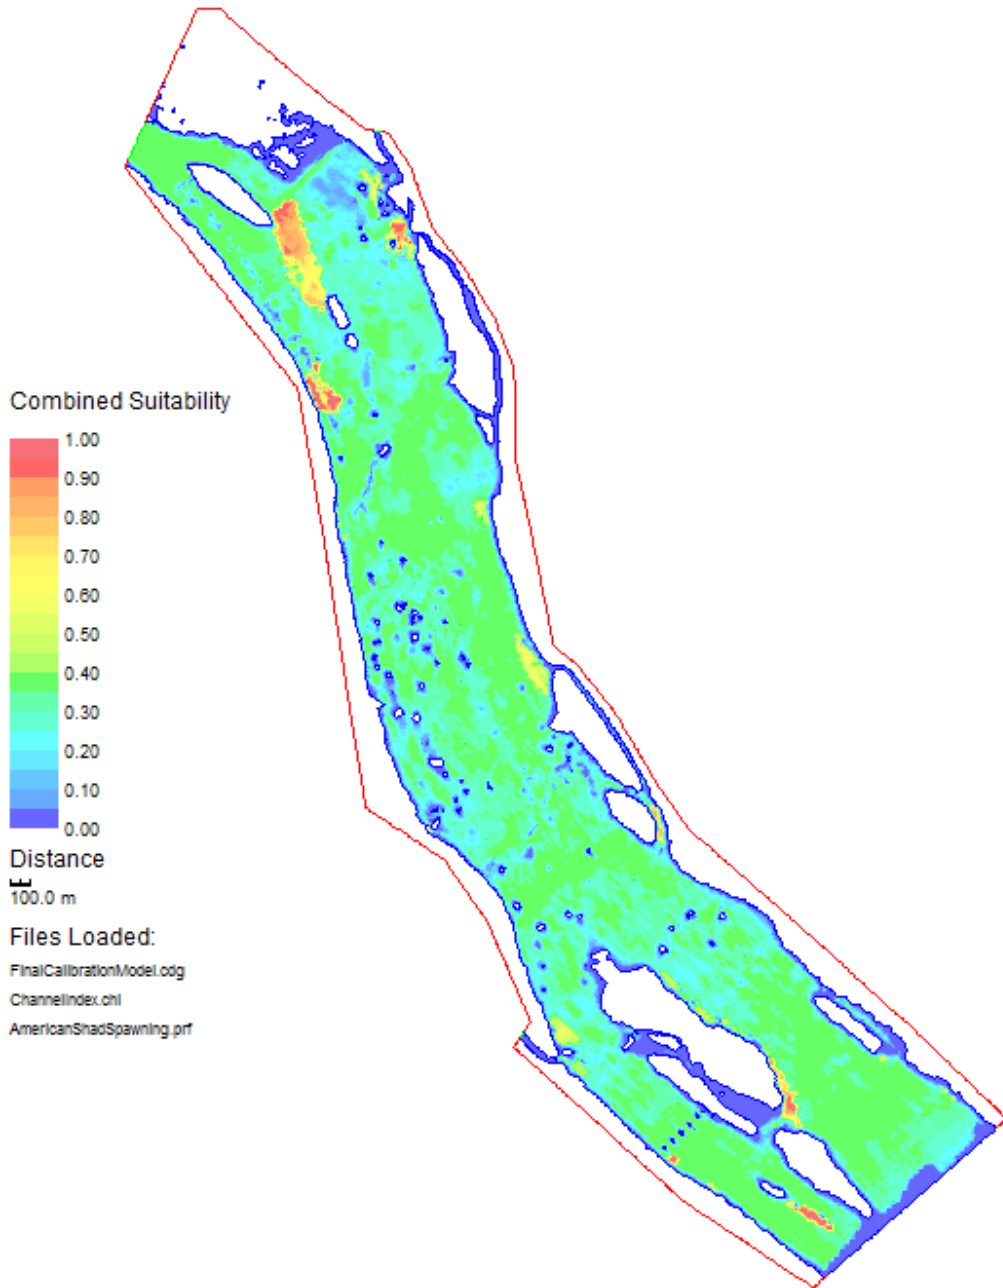 Combined Suitability
1.00
0.90
0.80
0.70
0.60
0.50
0.40
0.30
0.20
0.10
0.00
Distance
100.0 m
Files Loaded:
FinalCalibrationModel.cdg
ChannelIndex.chl
AmericanShadSpawning.prf